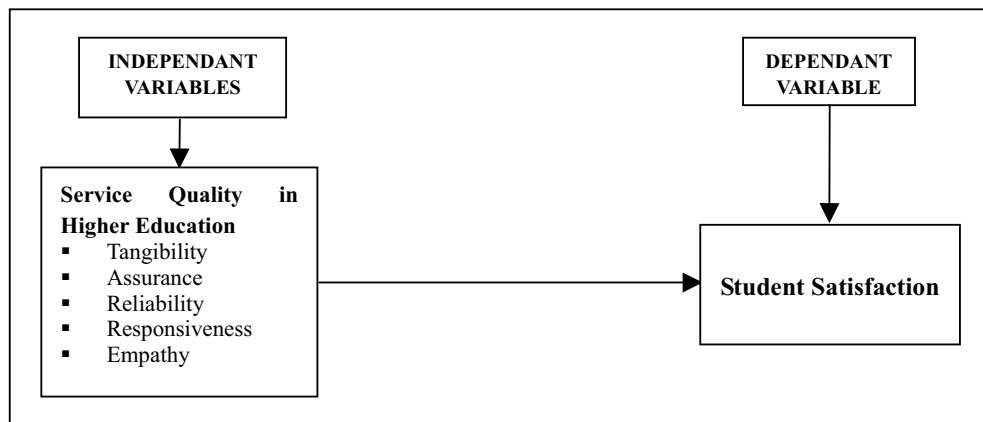 INDEPENDANT
VARIABLES
DEPENDANT
VARIABLE
Service Quality in
Higher Education
▪ Tangibility
▪ Assurance
▪ Reliability
▪ Responsiveness
▪ Empathy
Student Satisfaction